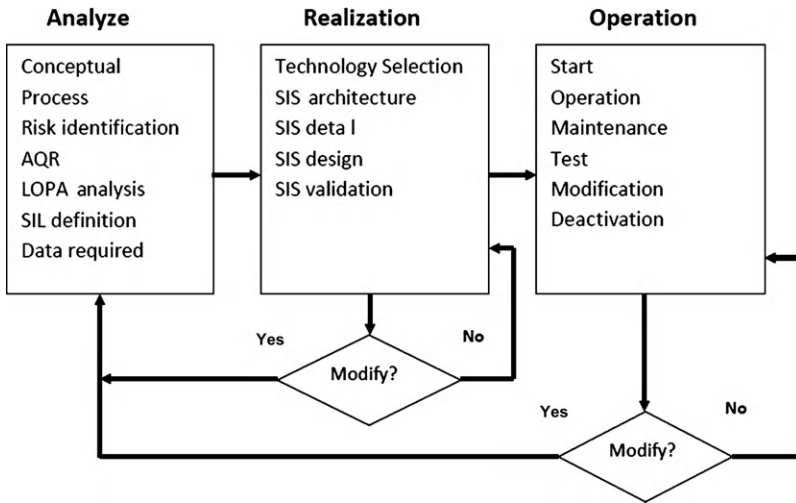 Analyze
Conceptual
Process
Risk identification
AQR
LOPA analysis
SIL definition
Data required
Realization
Technology Selection
SIS architecture
SIS deta l
SIS design
SIS validation
Operation
Start
Operation
Maintenance
Test
Modification
Deactivation
Yes
Modify?
No
Yes
Modify?
No